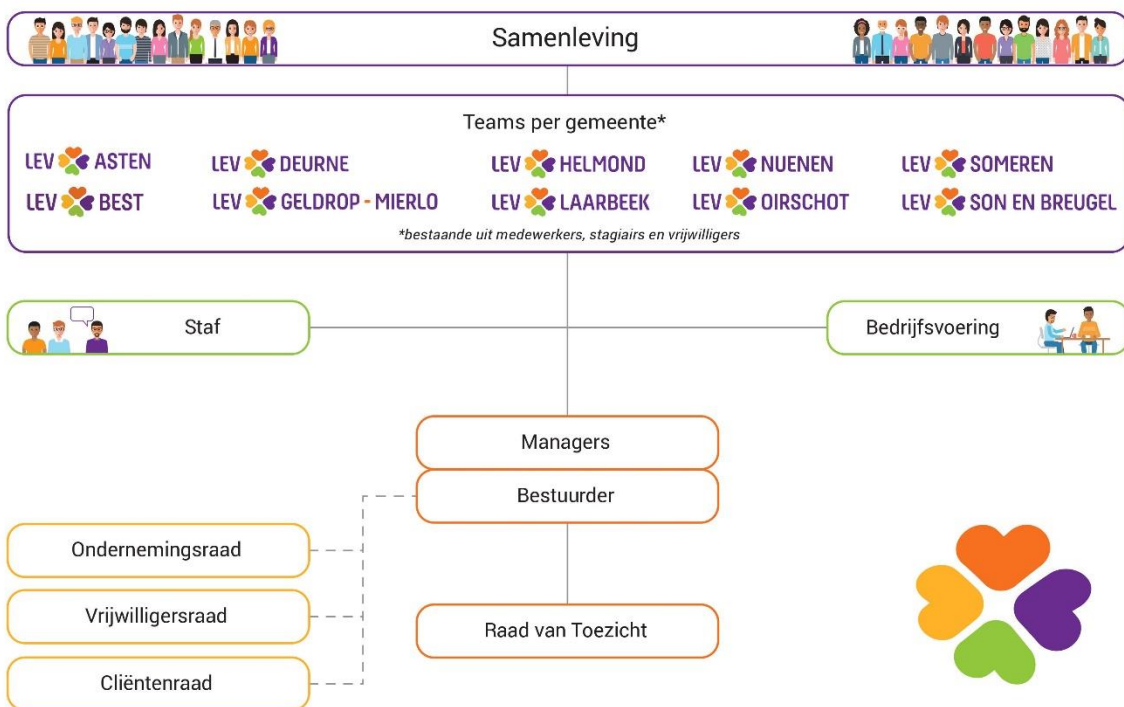 Samenleving
Teams per gemeente*
LEV ASTEN
LEV DEURNE
LEV HELMOND
LEV NUENEN
LEV SOMEREN
LEV BEST
LEV GELDROP - MIERLO
LEV LAARBEEK
LEV OIRSCHOT
LEV SON EN BREUGEL
*bestaande uit medewerkers, stagiairs en vrijwilligers
Staf
Bedrijfsvoering
Managers
Bestuurder
Ondernemingsraad
Vrijwilligersraad
Raad van Toezicht
Cliëntenraad